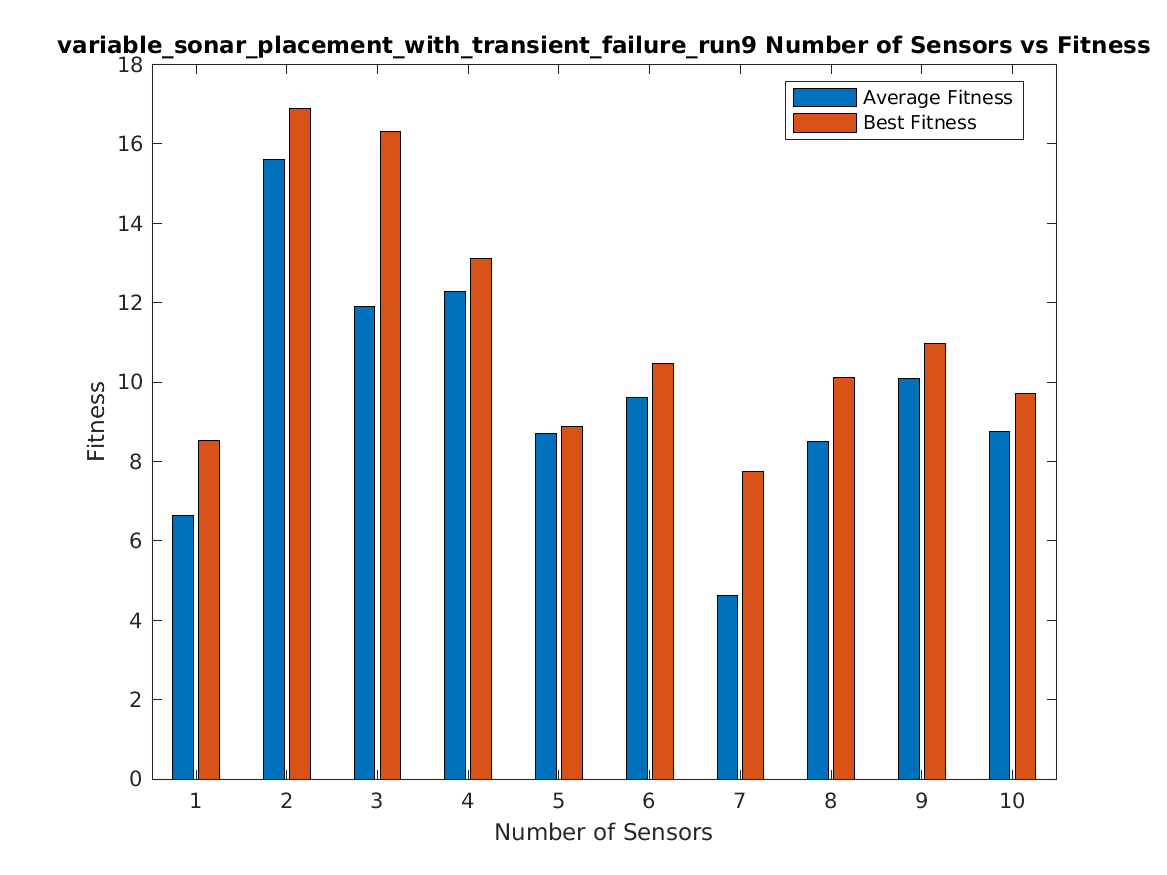 variable_sonar_placement_with_transient_failure_run9 Number of Sensors vs Fitness
18
16
14
12
10
8
6
4
2
0
Fitness
Average Fitness
Best Fitness
1 2 3 4 5 6 7 8 9 10
Number of Sensors